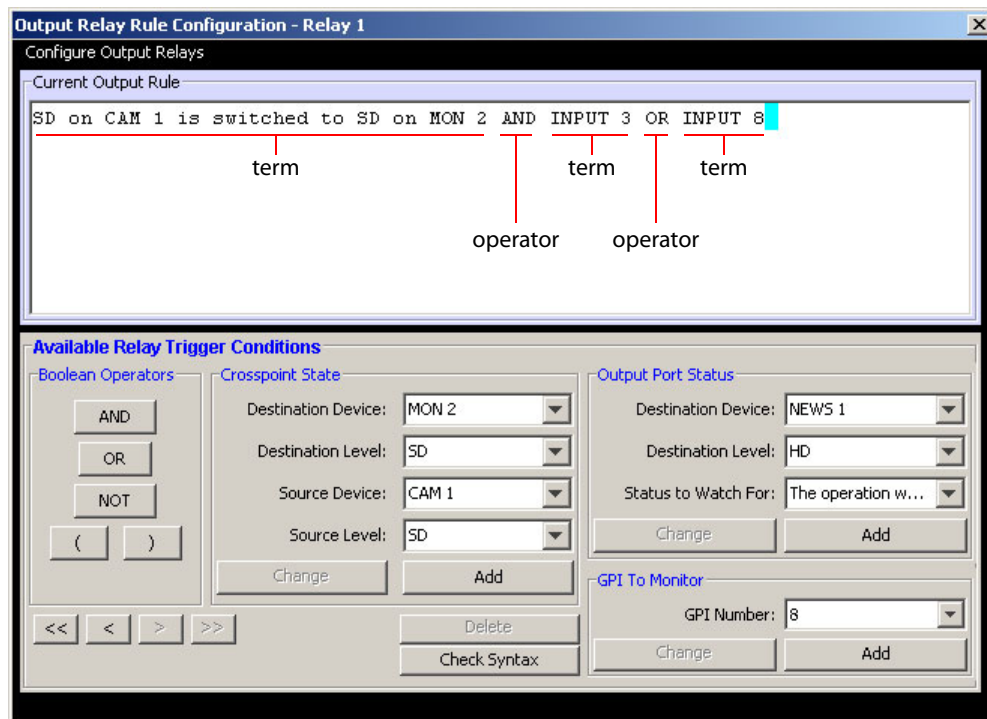 Output Relay Rule Configuration - Relay 1
Configure Output Relays
Current Output Rule
SD on CAM 1 is switched to SD on MON 2 AND INPUT 3 OR INPUT 8
term term term
operator operator
Available Relay Trigger Conditions
Boolean Operators
AND
OR
NOT
( )
Crosspoint State
Destination Device: MON 2
Destination Level: SD
Source Device: CAM 1
Source Level: SD
Change Add
Output Port Status
Destination Device: NEWS 1
Destination Level: HD
Status to Watch For: The operation w...
Change Add
GPI To Monitor
GPI Number: 8
Change Add
<< < > >>
Delete
Check Syntax